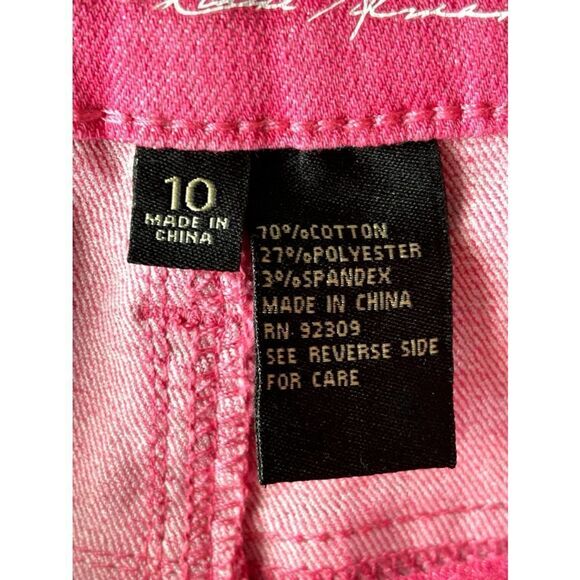 10
MADE IN
CHINA
70%COTTON
27%POLYESTER
3%SPANDEX
MADE IN CHINA
RN 92309
SEE REVERSE SIDE
FOR CARE